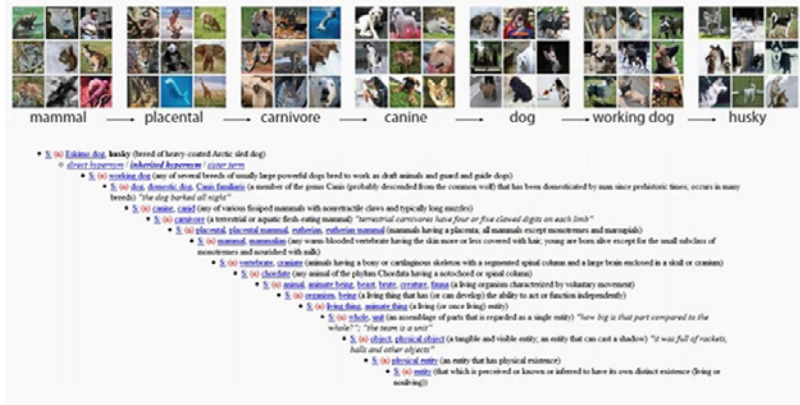 mammal → placental → carnivore → canine → dog → working dog → husky
• S: (n) Eskimo dog, husky (breed of heavy-coated Arctic sled dog)
○ direct hypernym / inherited hypernym / sister term
• S: (n) working dog (any of several breeds of usually large powerful dogs bred to work as draft animals and guard and guide dogs)
• S: (n) dog, domestic dog, Canis familiaris (a member of the genus Canis (probably descended from the common wolf) that has been domesticated by man since prehistoric times; occurs in many
breeds) "the dog barked all night"
• S: (n) canine, canid (any of various fissiped mammals with nonretractile claws and typically long muzzles)
• S: (n) carnivore (a terrestrial or aquatic flesh-eating mammal) "terrestrial carnivores have four or five clawed digits on each limb"
• S: (n) placental, placental mammal, eutherian, eutherian mammal (mammals having a placenta; all mammals except monotremes and marsupials)
• S: (n) mammal, mammalian (any warm-blooded vertebrate having the skin more or less covered with hair; young are born alive except for the small subclass of
monotremes and nourished with milk)
• S: (n) vertebrate, craniate (animals having a bony or cartilaginous skeleton with a segmented spinal column and a large brain enclosed in a skull or cranium)
• S: (n) chordate (any animal of the phylum Chordata having a notochord or spinal column)
• S: (n) animal, animate being, beast, brute, creature, fauna (a living organism characterized by voluntary movement)
• S: (n) organism, being (a living thing that has (or can develop) the ability to act or function independently)
• S: (n) living thing, animate thing (a living (or once living) entity)
• S: (n) whole, unit (an assemblage of parts that is regarded as a single entity) "how big is that part compared to the
whole?"; "the team is a unit"
• S: (n) object, physical object (a tangible and visible entity; an entity that can cast a shadow) "it was full of rackets,
balls and other objects"
• S: (n) physical entity (an entity that has physical existence)
• S: (n) entity (that which is perceived or known or inferred to have its own distinct existence (living or
nonliving))